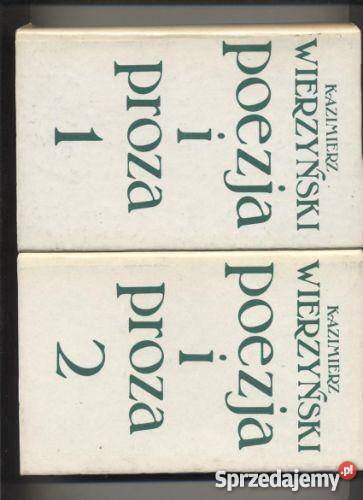 KAZIMIERZ
WIERZYŃSKI
poezja
i
proza
1
KAZIMIERZ
WIERZYŃSKI
poezja
i
proza
2
Sprzedajemy.pl